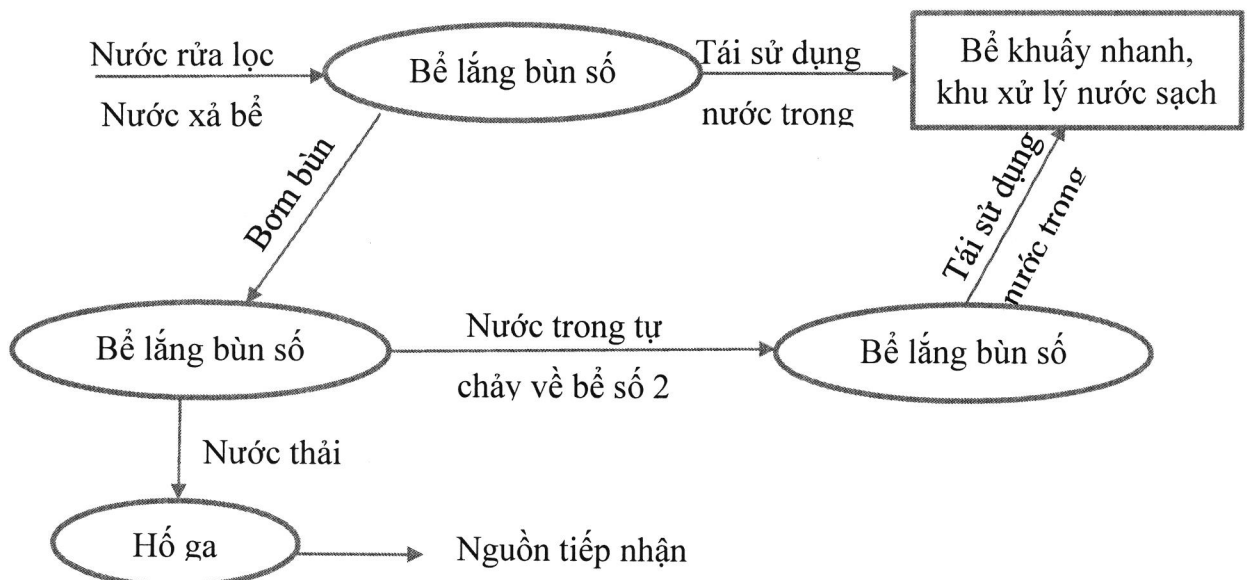 Nước rửa lọc
Nước xả bể
Bể lắng bùn số
Tái sử dụng
nước trong
Bể khuấy nhanh,
khu xử lý nước sạch
Bơm bùn
Tái sử dụng
nước trong
Bể lắng bùn số
Nước trong tự
chảy về bể số 2
Bể lắng bùn số
Nước thải
Hố ga
Nguồn tiếp nhận